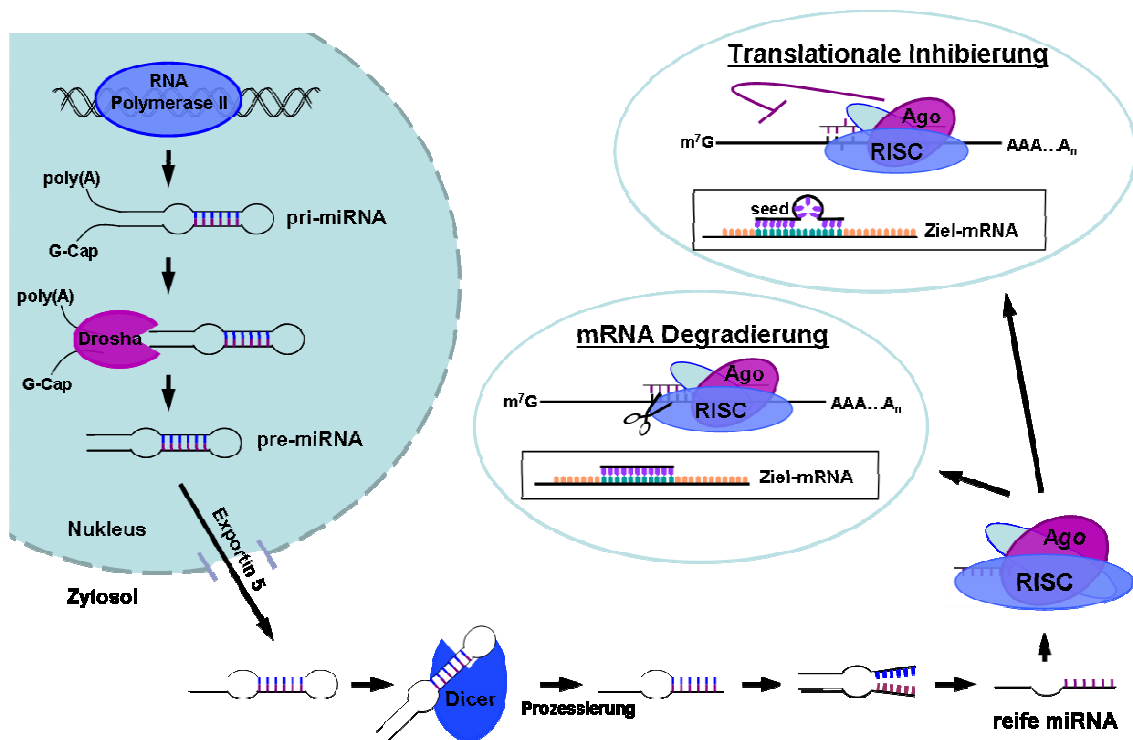 RNA
Polymerase II
poly(A)
pri-miRNA
G-Cap
poly(A)
Drosha
G-Cap
pre-miRNA
Nukleus
Exportin 5
Zytosol
Dicer
Prozessierung
reife miRNA
Ago
RISC
mRNA Degradierung
Ago
m⁷G
RISC
AAA...Aₙ
Ziel-mRNA
Translationale Inhibierung
Ago
m⁷G
RISC
AAA...Aₙ
seed
Ziel-mRNA